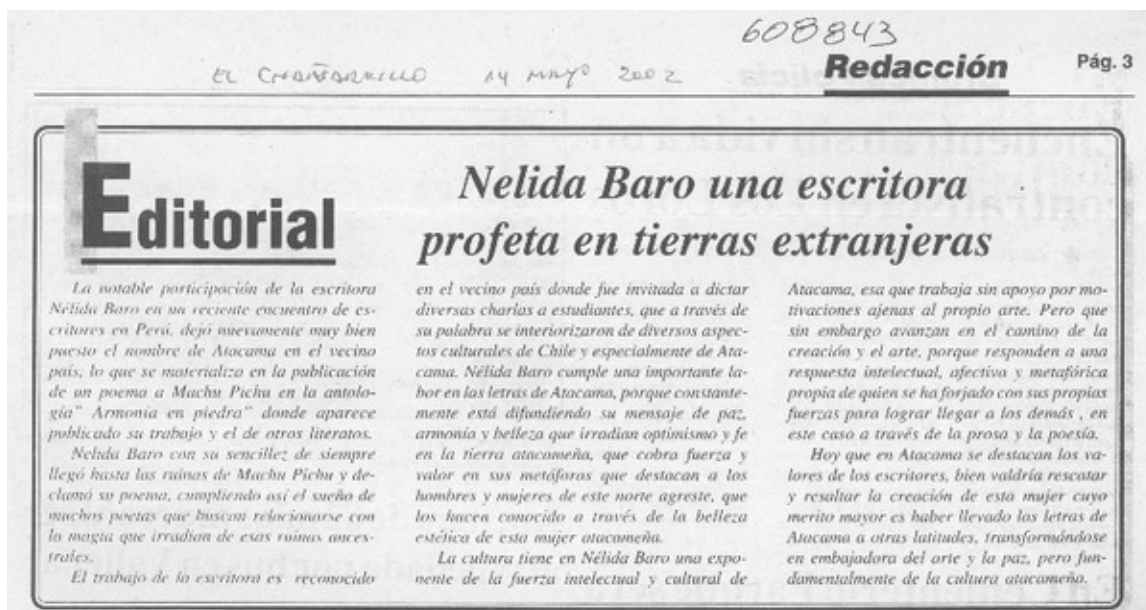 608843
EL CHAÑARCILLO 14 MAYO 2002
Redacción
Pág. 3
Editorial
Nelida Baro una escritora
profeta en tierras extranjeras
La notable participación de la escritora
Nélida Baro en un reciente encuentro de es-
critores en Perú, dejó nuevamente muy bien
puesto el nombre de Atacama en el vecino
país, lo que se materializa en la publicación
de un poema a Machu Pichu en la antolo-
gía" Armonía en piedra" donde aparece
publicado su trabajo y el de otros literatos.
Nelida Baro con su sencillez de siempre
llegó hasta las ruinas de Machu Pichu y de-
clamó su poema, cumpliendo así el sueño de
muchos poetas que buscan relacionarse con
la magia que irradian de esas ruinas ances-
trales.
El trabajo de la escritora es reconocido
en el vecino país donde fue invitada a dictar
diversas charlas a estudiantes, que a través de
su palabra se interiorizaron de diversos aspec-
tos culturales de Chile y especialmente de Ata-
cama. Nélida Baro cumple una importante la-
bor en las letras de Atacama, porque constante-
mente está difundiendo su mensaje de paz,
armonía y belleza que irradian optimismo y fe
en la tierra atacameña, que cobra fuerza y
valor en sus metáforas que destacan a los
hombres y mujeres de este norte agreste, que
los hacen conocido a través de la belleza
estética de esta mujer atacameña.
La cultura tiene en Nélida Baro una expo-
nente de la fuerza intelectual y cultural de
Atacama, esa que trabaja sin apoyo por mo-
tivaciones ajenas al propio arte. Pero que
sin embargo avanzan en el camino de la
creación y el arte, porque responden a una
respuesta intelectual, afectiva y metafórica
propia de quien se ha forjado con sus propias
fuerzas para lograr llegar a los demás , en
este caso a través de la prosa y la poesía.
Hoy que en Atacama se destacan los va-
lores de los escritores, bien valdría rescatar
y resaltar la creación de esta mujer cuyo
merito mayor es haber llevado las letras de
Atacama a otras latitudes, transformándose
en embajadora del arte y la paz, pero fun-
damentalmente de la cultura atacameña.